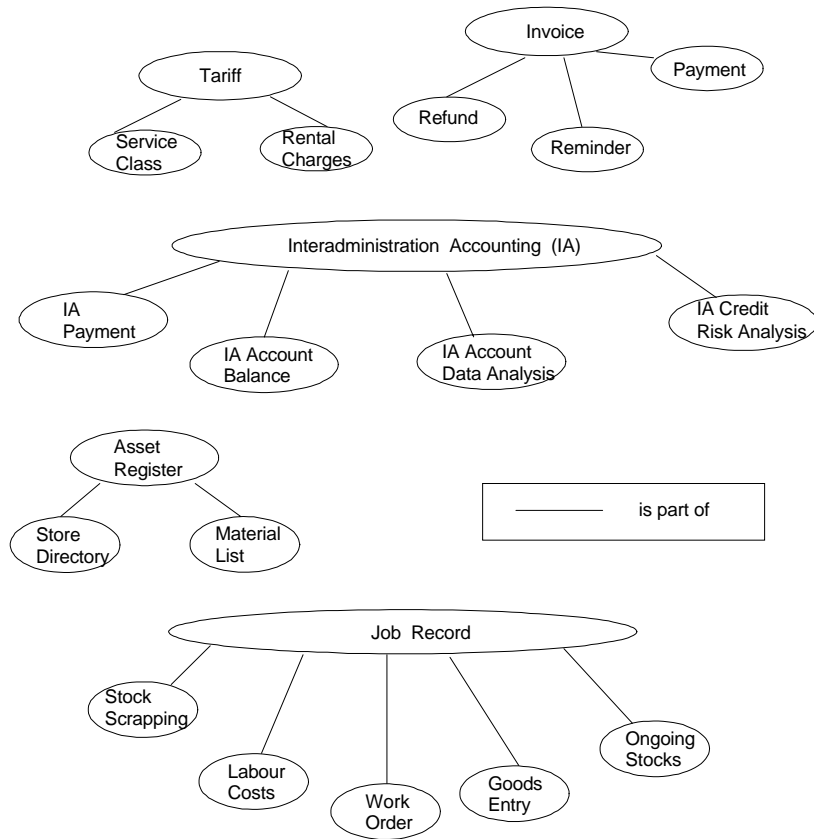 Invoice
Tariff
Payment
Refund
Service
Class
Rental
Charges
Reminder
Interadministration Accounting (IA)
IA
Payment
IA Account
Balance
IA Account
Data Analysis
IA Credit
Risk Analysis
Asset
Register
Store
Directory
Material
List
is part of
Job Record
Stock
Scrapping
Labour
Costs
Work
Order
Goods
Entry
Ongoing
Stocks